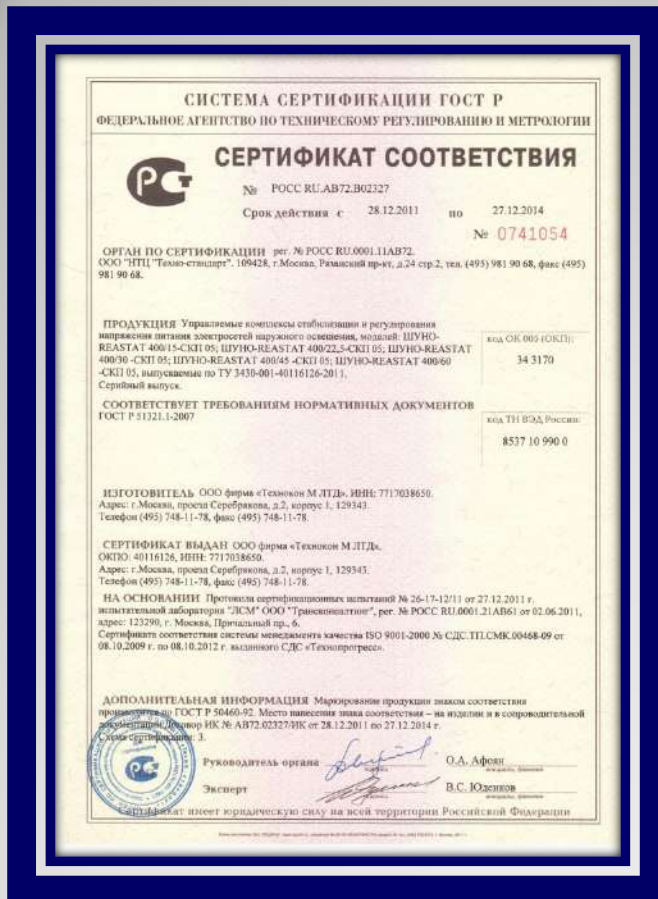 СИСТЕМА СЕРТИФИКАЦИИ ГОСТ Р
ФЕДЕРАЛЬНОЕ АГЕНТСТВО ПО ТЕХНИЧЕСКОМУ РЕГУЛИРОВАНИЮ И МЕТРОЛОГИИ
СЕРТИФИКАТ СООТВЕТСТВИЯ
№ РОСС RU.АВ72.В02327
Срок действия с 28.12.2011 по 27.12.2014
№ 0741054
ОРГАН ПО СЕРТИФИКАЦИИ рег. № РОСС RU.0001.11АВ72.
ООО "НТЦ "Техно-стандарт". 109428, г.Москва, Рязанский пр-кт, д.24 стр.2, тел. (495) 981 90 68, факс (495)
981 90 68.
ПРОДУКЦИЯ Управляемые комплексы стабилизации и регулирования
напряжения питания электросетей наружного освещения, моделей: ШУНО-
REASTAT 400/15-СКП 05; ШУНО-REASTAT 400/22,5-СКП 05; ШУНО-REASTAT
400/30 -СКП 05; ШУНО-REASTAT 400/45 -СКП 05; ШУНО-REASTAT 400/60
-СКП 05, выпускаемые по ТУ 3430-001-40116126-2011.
Серийный выпуск.
код ОК 005 (ОКП):
34 3170
СООТВЕТСТВУЕТ ТРЕБОВАНИЯМ НОРМАТИВНЫХ ДОКУМЕНТОВ
ГОСТ Р 51321.1-2007
код ТН ВЭД России:
8537 10 990 0
ИЗГОТОВИТЕЛЬ ООО фирма «Технокон М ЛТД». ИНН: 7717038650.
Адрес: г.Москва, проезд Серебрякова, д.2, корпус 1, 129343.
Телефон (495) 748-11-78, факс (495) 748-11-78.
СЕРТИФИКАТ ВЫДАН ООО фирма «Технокон М ЛТД».
ОКПО: 40116126, ИНН: 7717038650.
Адрес: г.Москва, проезд Серебрякова, д.2, корпус 1, 129343.
Телефон (495) 748-11-78, факс (495) 748-11-78.
НА ОСНОВАНИИ Протокола сертификационных испытаний № 26-17-12/11 от 27.12.2011 г.
испытательной лаборатории "ЛСМ" ООО "Трансконсалтинг", рег. № РОСС RU.0001.21АВ61 от 02.06.2011,
адрес: 123290, г. Москва, Причальный пр., 6.
Сертификата соответствия системы менеджмента качества ISO 9001-2000 № СДС.ТП.СМК.00468-09 от
08.10.2009 г. по 08.10.2012 г. выданного СДС «Технопрогресс».
ДОПОЛНИТЕЛЬНАЯ ИНФОРМАЦИЯ Маркирование продукции знаком соответствия
производится по ГОСТ Р 50460-92. Место нанесения знака соответствия – на изделии и в сопроводительной
документации. Договор ИК № АВ72.02327/ИК от 28.12.2011 по 27.12.2014 г.
Схема сертификации: 3.
Руководитель органа О.А. Афоян
Эксперт В.С. Юденков
Сертификат имеет юридическую силу на всей территории Российской Федерации